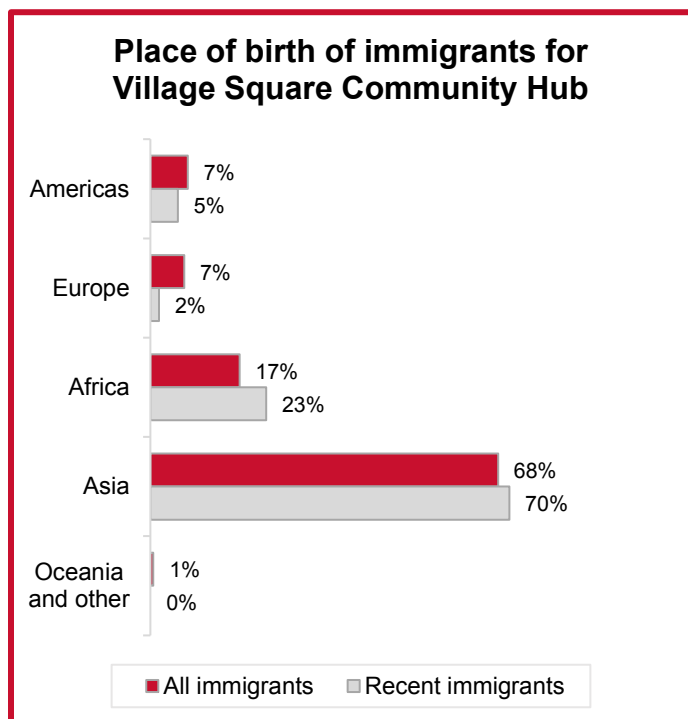 Place of birth of immigrants for
Village Square Community Hub
Americas
7%
5%
Europe
7%
2%
Africa
17%
23%
Asia
68%
70%
Oceania
and other
1%
0%
All immigrants
Recent immigrants